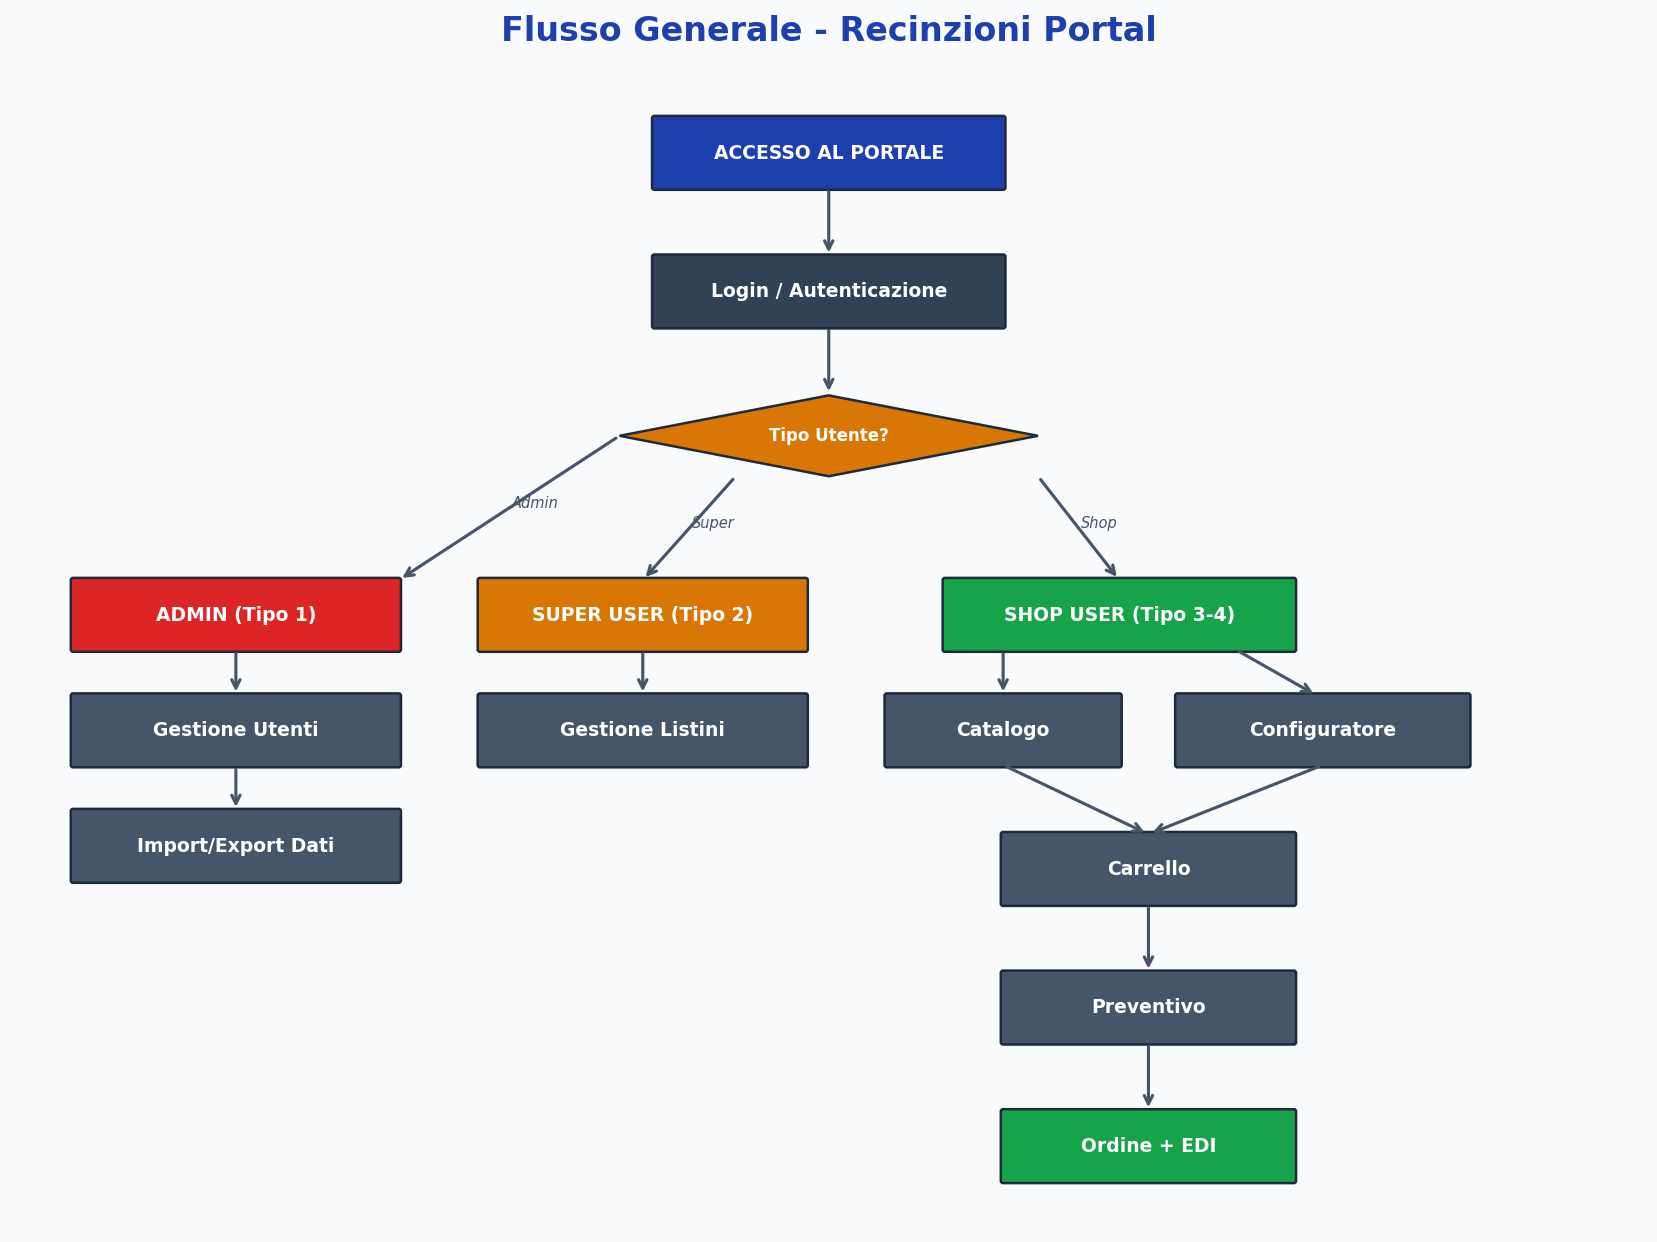 Flusso Generale - Recinzioni Portal
ACCESSO AL PORTALE
Login / Autenticazione
Tipo Utente?
Admin
Super
Shop
ADMIN (Tipo 1)
SUPER USER (Tipo 2)
SHOP USER (Tipo 3-4)
Gestione Utenti
Gestione Listini
Catalogo
Configuratore
Import/Export Dati
Carrello
Preventivo
Ordine + EDI